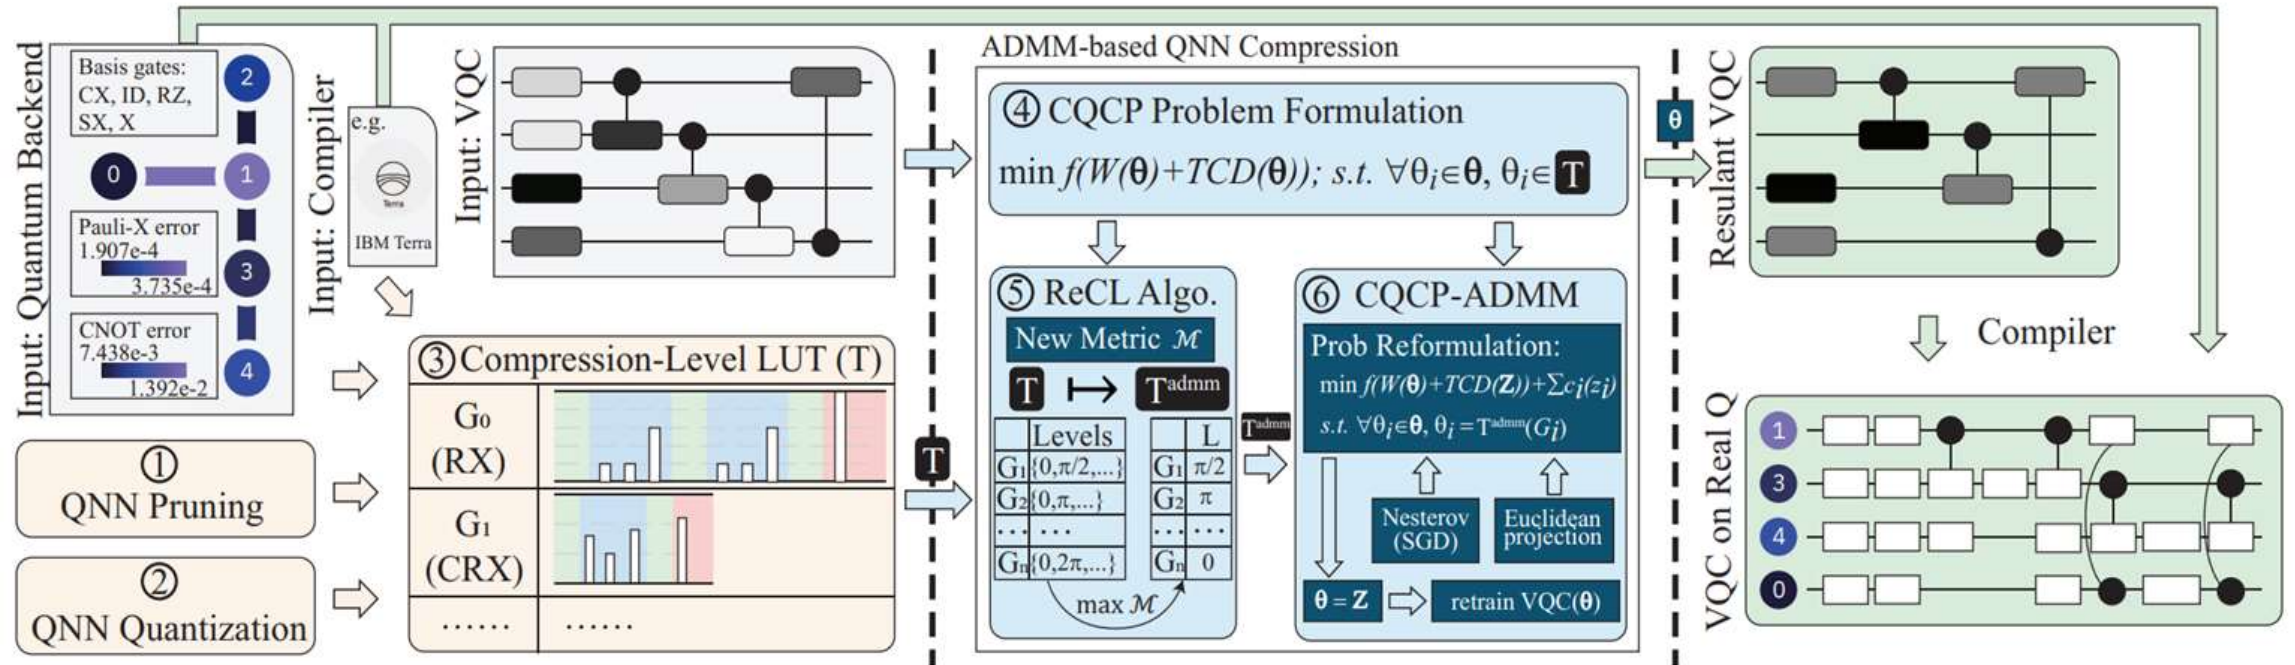 Input: Quantum Backend
Basis gates:
CX, ID, RZ,
SX, X
2
0
1
Pauli-X error
1.907e-4
3.735e-4
3
CNOT error
7.438e-3
1.392e-2
4
Input: Compiler
e.g.
Terra
IBM Terra
Input: VQC
① 
QNN Pruning
②
QNN Quantization
③Compression-Level LUT (T)
G₀
(RX)
G₁
(CRX)
......
......
T
ADMM-based QNN Compression
④ CQCP Problem Formulation
min f(W(θ)+TCD(θ)); s.t. ∀θᵢ∈θ, θᵢ∈ T
⑤ ReCL Algo.
New Metric ℳ
T ↦ Tᵃᵈᵐᵐ
Levels
G₁ {0,π/2,...}
G₂ {0,π,...}
... ...
Gₙ {0,2π,...}
L
G₁ π/2
G₂ π
... ...
Gₙ 0
max ℳ
Tᵃᵈᵐᵐ
⑥ CQCP-ADMM
Prob Reformulation:
min f(W(θ)+TCD(Z))+∑cᵢ(zᵢ)
s.t. ∀θᵢ∈θ, θᵢ=Tᵃᵈᵐᵐ(Gᵢ)
Nesterov
(SGD)
Euclidean
projection
θ = Z
retrain VQC(θ)
θ
Resulant VQC
Compiler
VQC on Real Q
1
3
4
0